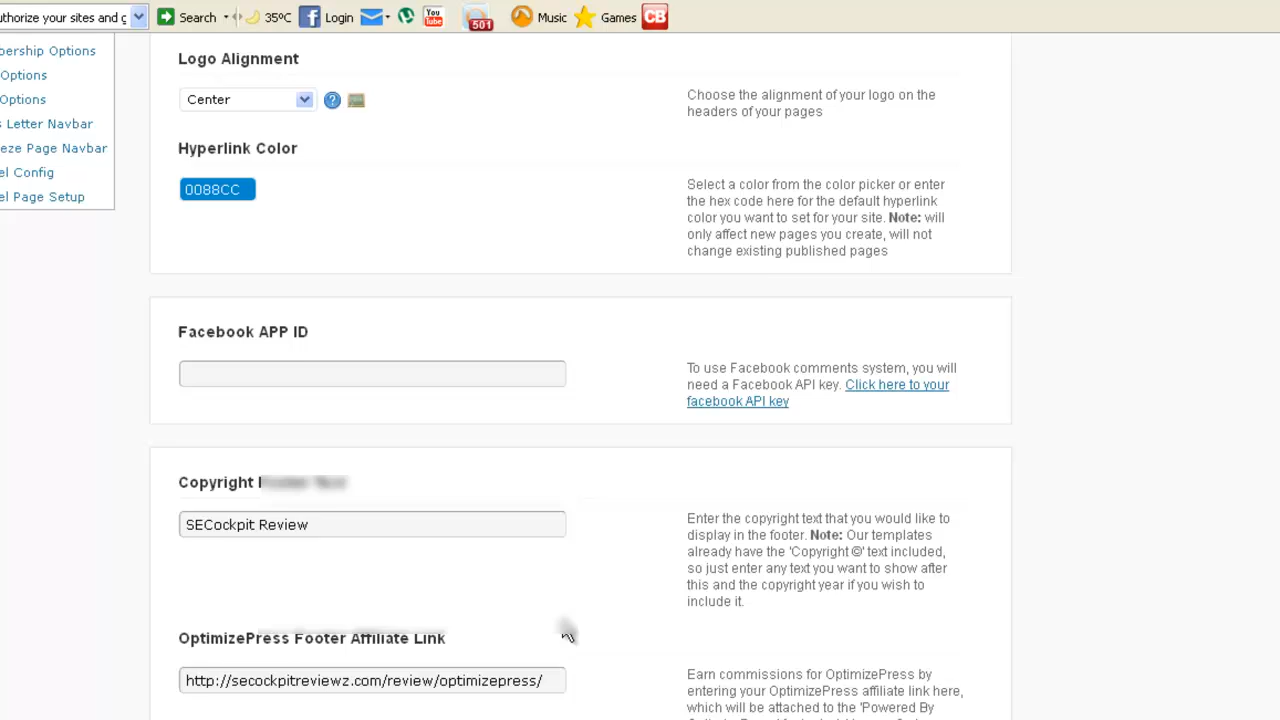 uthorize your sites and g Search 35ºC Login You Tube 501 Music Games CB
bership Options
Options
Options
s Letter Navbar
eze Page Navbar
el Config
el Page Setup
Logo Alignment
Center
Choose the alignment of your logo on the
headers of your pages
Hyperlink Color
0088CC
Select a color from the color picker or enter
the hex code here for the default hyperlink
color you want to set for your site. Note: will
only affect new pages you create, will not
change existing published pages
Facebook APP ID
To use Facebook comments system, you will
need a Facebook API key. Click here to your
facebook API key
Copyright
SECockpit Review
Enter the copyright text that you would like to
display in the footer. Note: Our templates
already have the 'Copyright ©' text included,
so just enter any text you want to show after
this and the copyright year if you wish to
include it.
OptimizePress Footer Affiliate Link
http://secockpitreviewz.com/review/optimizepress/
Earn commissions for OptimizePress by
entering your OptimizePress affiliate link here,
which will be attached to the 'Powered By